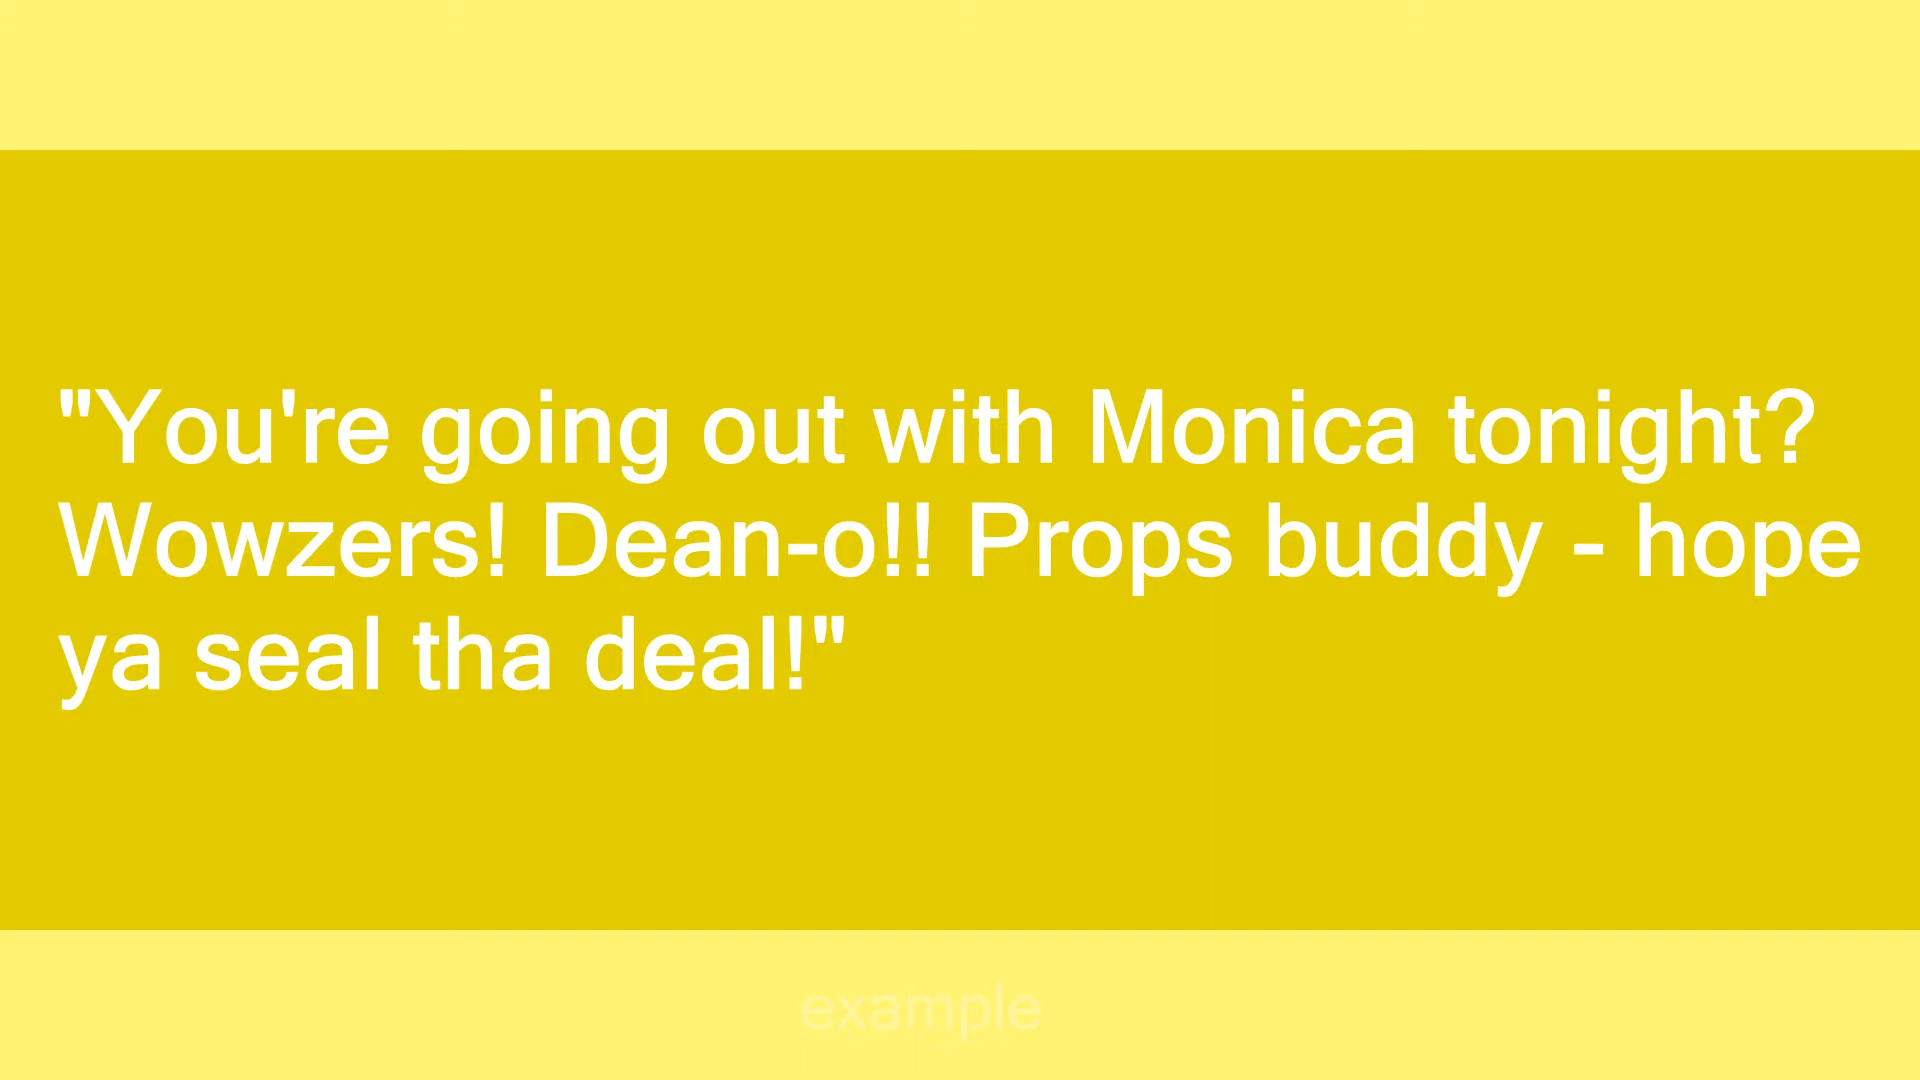 "You're going out with Monica tonight?
Wowzers! Dean-o!! Props buddy - hope
ya seal tha deal!"
example